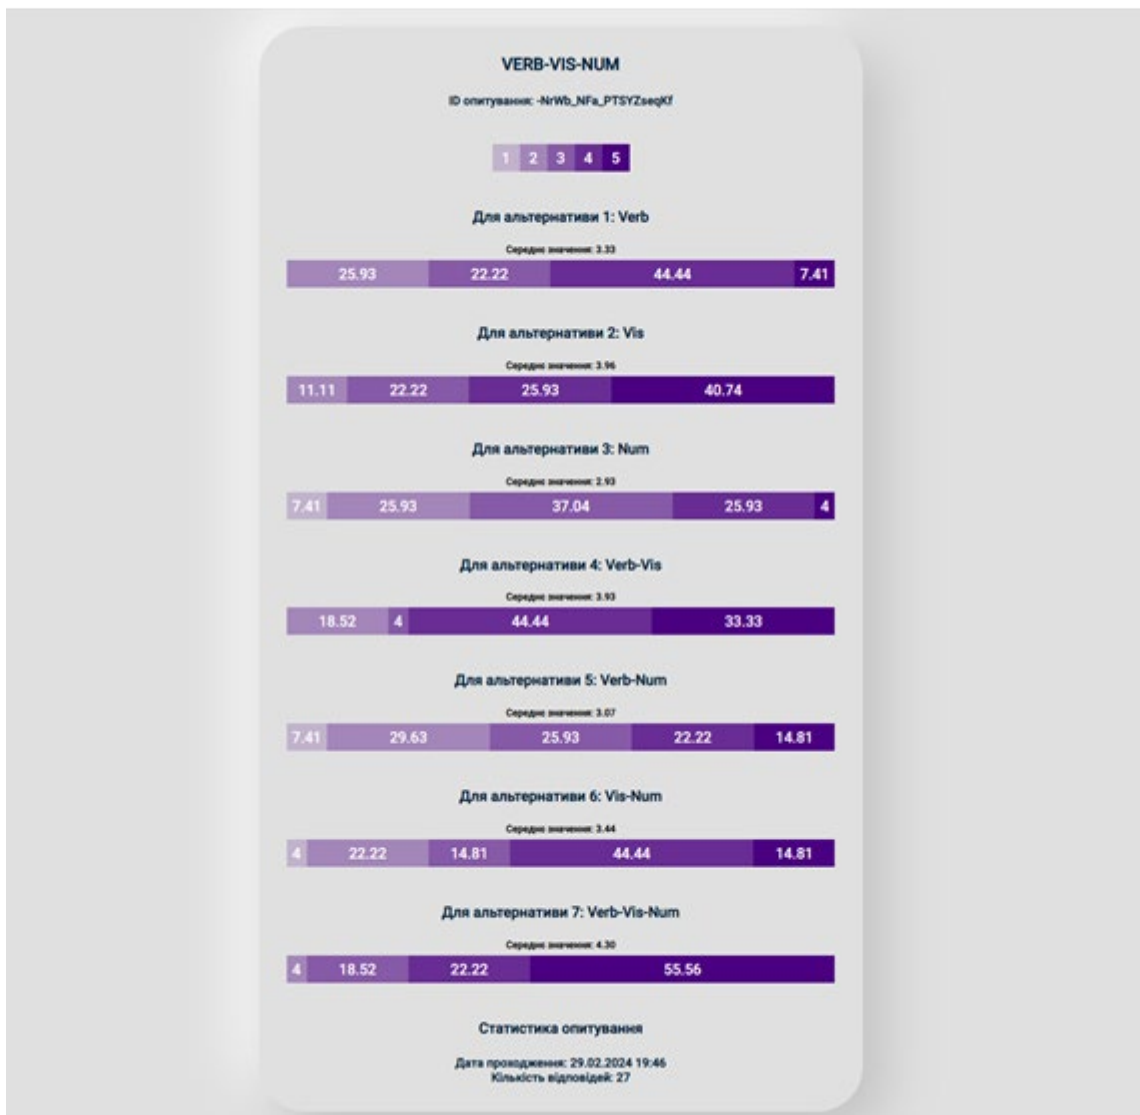 VERB-VIS-NUM
ID опитування: -NrWb_NFa_PTSYZseqKf
1 2 3 4 5
Для альтернативи 1: Verb
Середнє значення: 3.33
25.93 22.22 44.44 7.41
Для альтернативи 2: Vis
Середнє значення: 3.96
11.11 22.22 25.93 40.74
Для альтернативи 3: Num
Середнє значення: 2.93
7.41 25.93 37.04 25.93 4
Для альтернативи 4: Verb-Vis
Середнє значення: 3.93
18.52 4 44.44 33.33
Для альтернативи 5: Verb-Num
Середнє значення: 3.07
7.41 29.63 25.93 22.22 14.81
Для альтернативи 6: Vis-Num
Середнє значення: 3.44
4 22.22 14.81 44.44 14.81
Для альтернативи 7: Verb-Vis-Num
Середнє значення: 4.30
4 18.52 22.22 55.56
Статистика опитування
Дата проходження: 29.02.2024 19:46
Кількість відповідей: 27